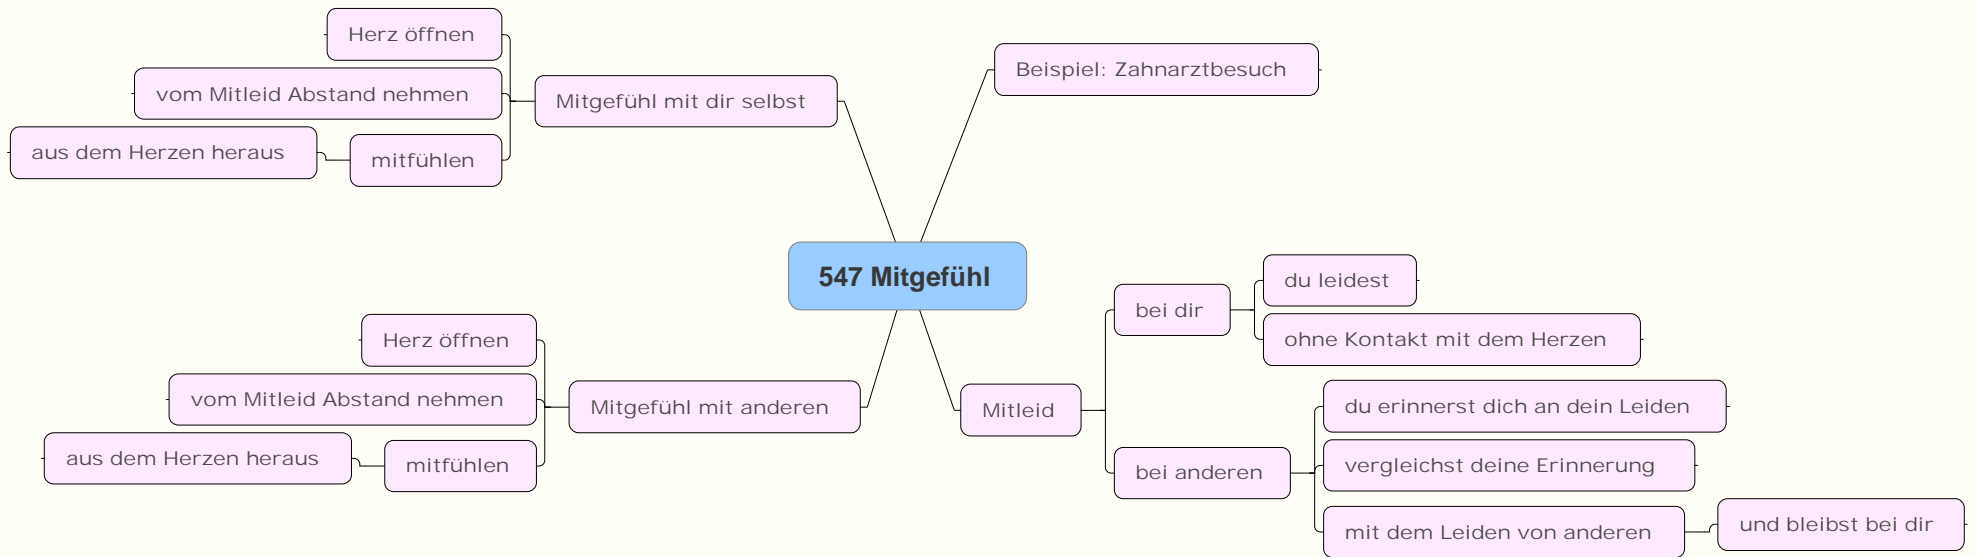 547 Mitgefühl
Beispiel: Zahnarztbesuch
Mitleid
bei dir
du leidest
ohne Kontakt mit dem Herzen
bei anderen
du erinnerst dich an dein Leiden
vergleichst deine Erinnerung
mit dem Leiden von anderen
und bleibst bei dir
Mitgefühl mit dir selbst
Herz öffnen
vom Mitleid Abstand nehmen
mitfühlen
aus dem Herzen heraus
Mitgefühl mit anderen
Herz öffnen
vom Mitleid Abstand nehmen
mitfühlen
aus dem Herzen heraus